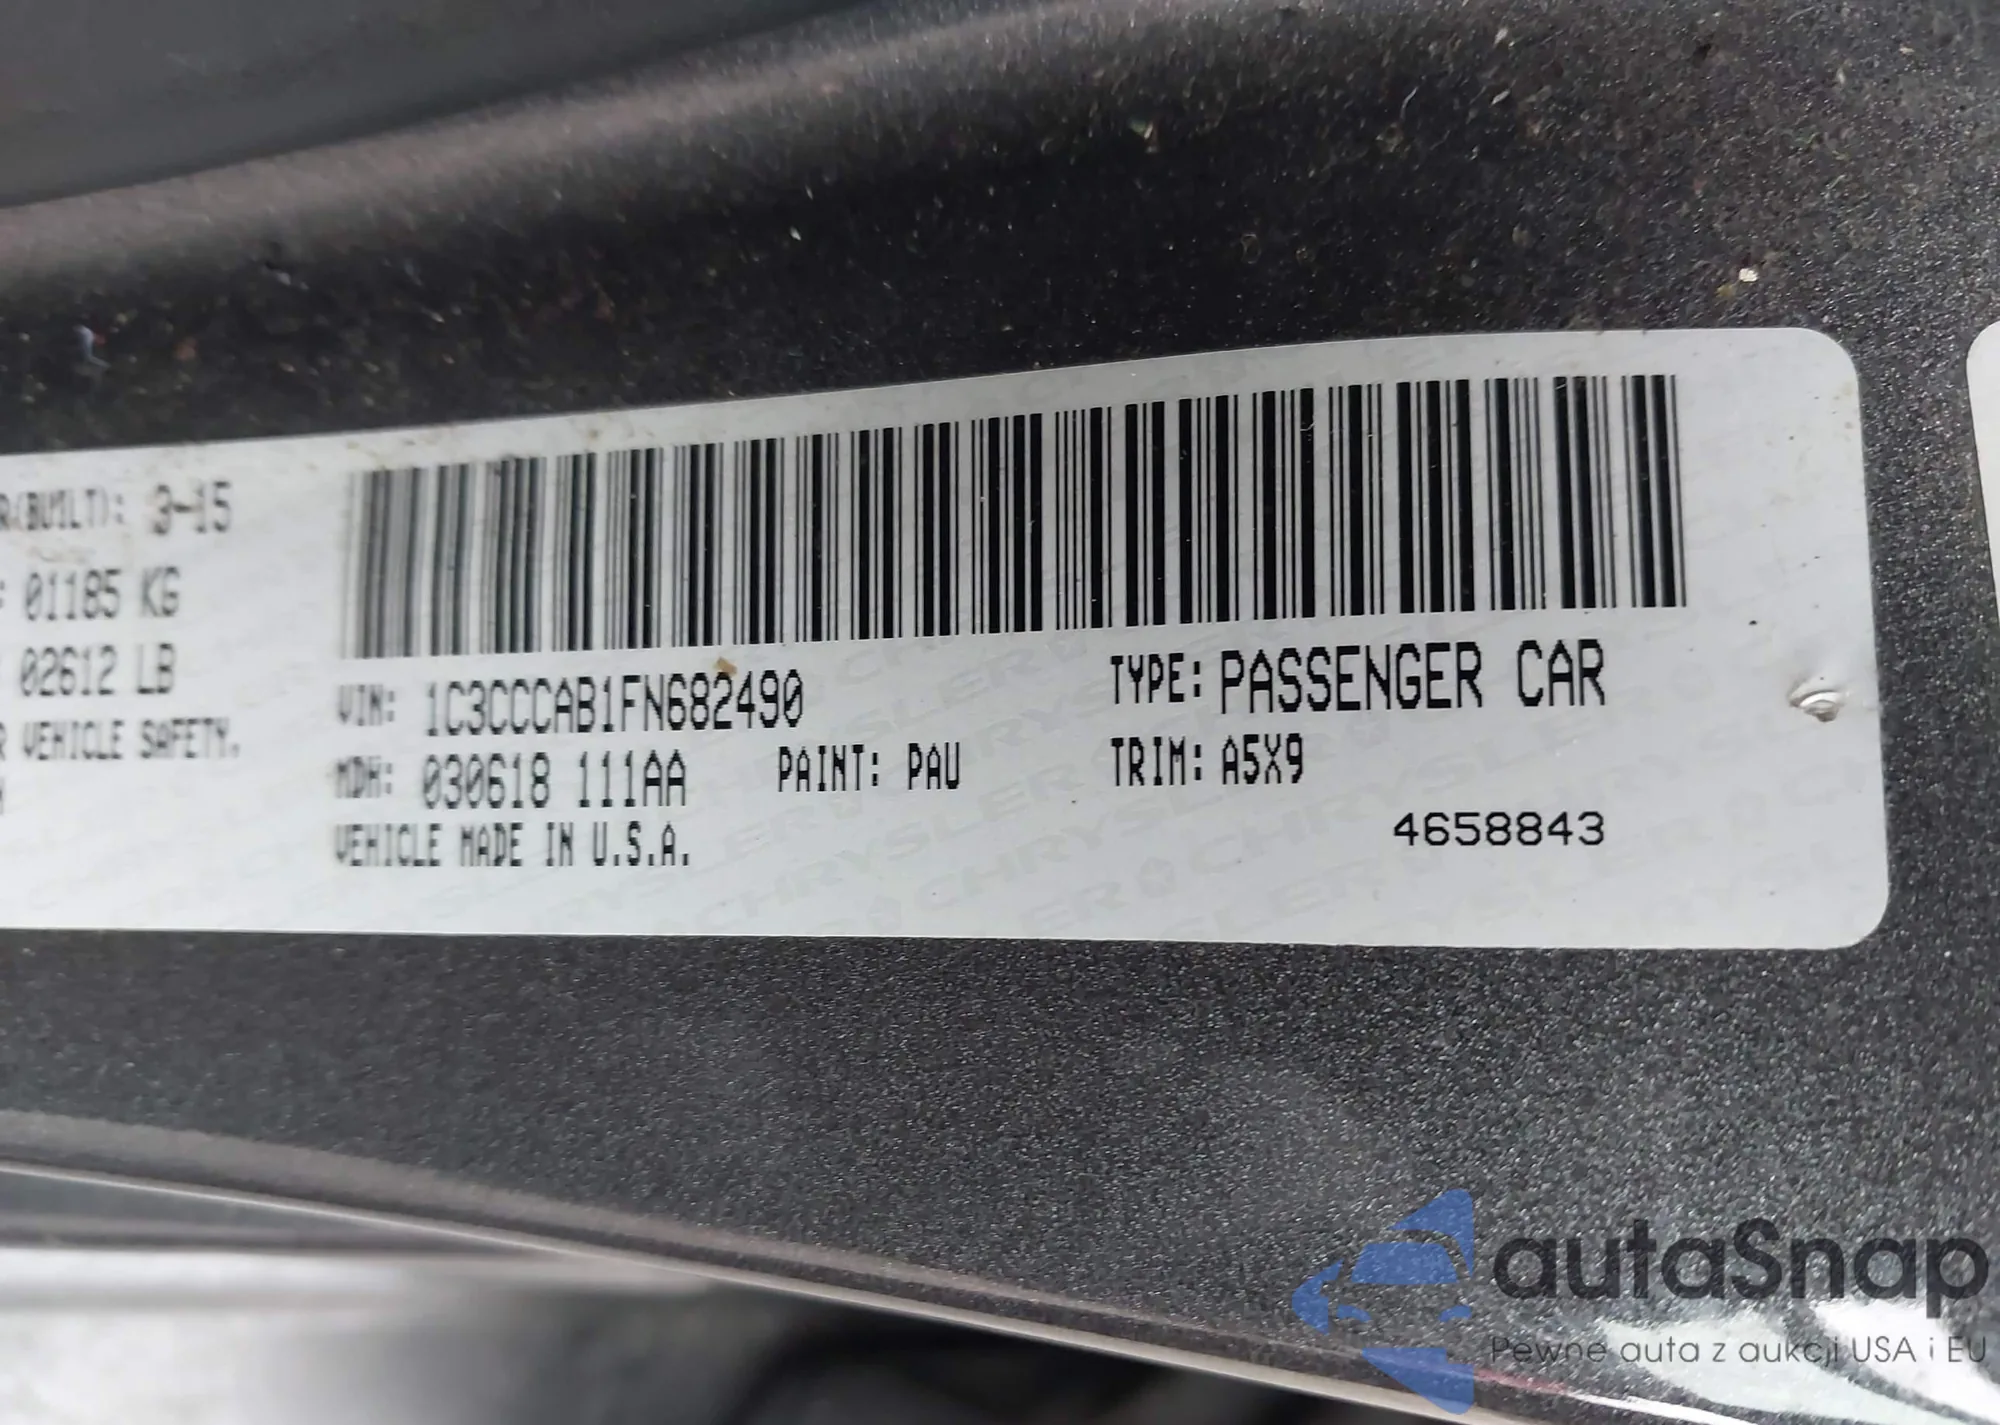 R(BUILT): 3-15
: 01185 KG
02612 LB
R VEHICLE SAFETY.
VIN: 1C3CCCAB1FN682490
TYPE: PASSENGER CAR
MDH: 030618 111AA
PAINT: PAU
TRIM: A5X9
VEHICLE MADE IN U.S.A.
4658843
CHRYSLER
autaSnap
Pewne auta z aukcji USA i EU